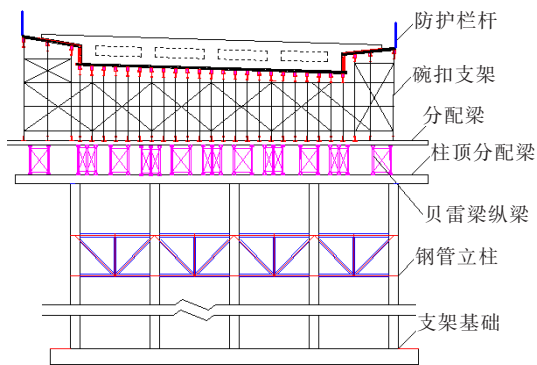 防护栏杆
碗扣支架
分配梁
柱顶分配梁
贝雷梁纵梁
钢管立柱
支架基础